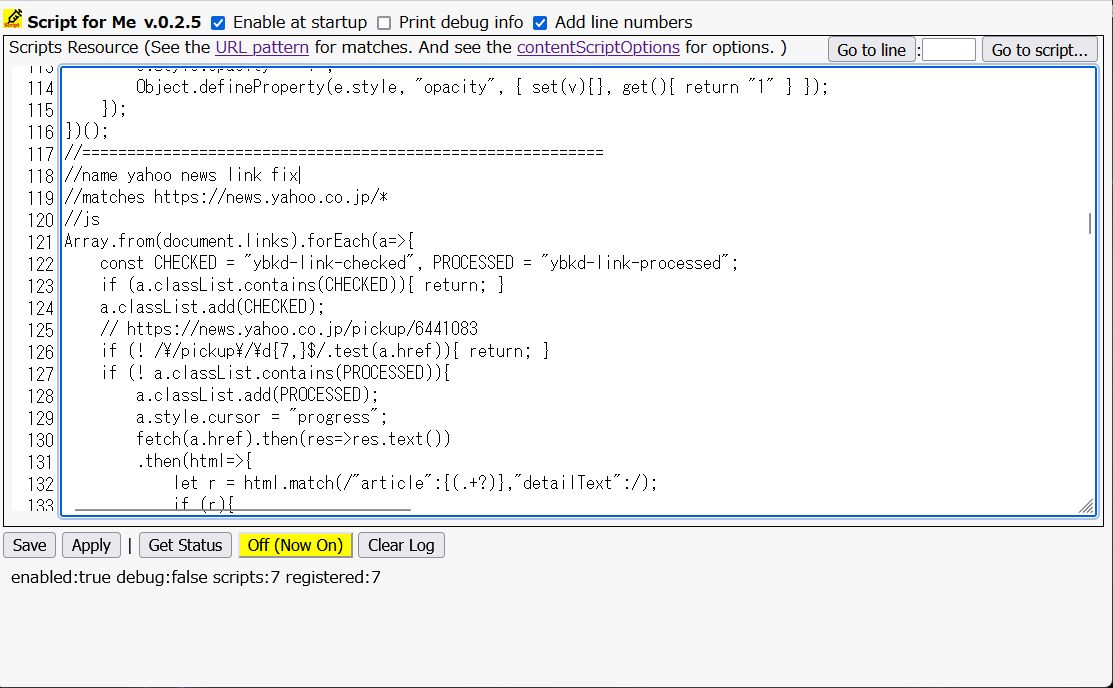 Script for Me v.0.2.5 Enable at startup Print debug info Add line numbers
Scripts Resource (See the URL pattern for matches. And see the contentScriptOptions for options. ) Go to line : Go to script...
113
114 Object.defineProperty(e.style, "opacity", { set(v){}, get(){ return "1" } });
115 });
116 })();
117 //==========================================================
118 //name yahoo news link fix
119 //matches https://news.yahoo.co.jp/*
120 //js
121 Array.from(document.links).forEach(a=>{
122 const CHECKED = "ybkd-link-checked", PROCESSED = "ybkd-link-processed";
123 if (a.classList.contains(CHECKED)){ return; }
124 a.classList.add(CHECKED);
125 // https://news.yahoo.co.jp/pickup/6441083
126 if (! /¥/pickup¥/¥d{7,}$/.test(a.href)){ return; }
127 if (! a.classList.contains(PROCESSED)){
128 a.classList.add(PROCESSED);
129 a.style.cursor = "progress";
130 fetch(a.href).then(res=>res.text())
131 .then(html=>{
132 let r = html.match(/"article":{(.+?)},"detailText":/);
133 if (r){
Save Apply | Get Status Off (Now On) Clear Log
enabled:true debug:false scripts:7 registered:7